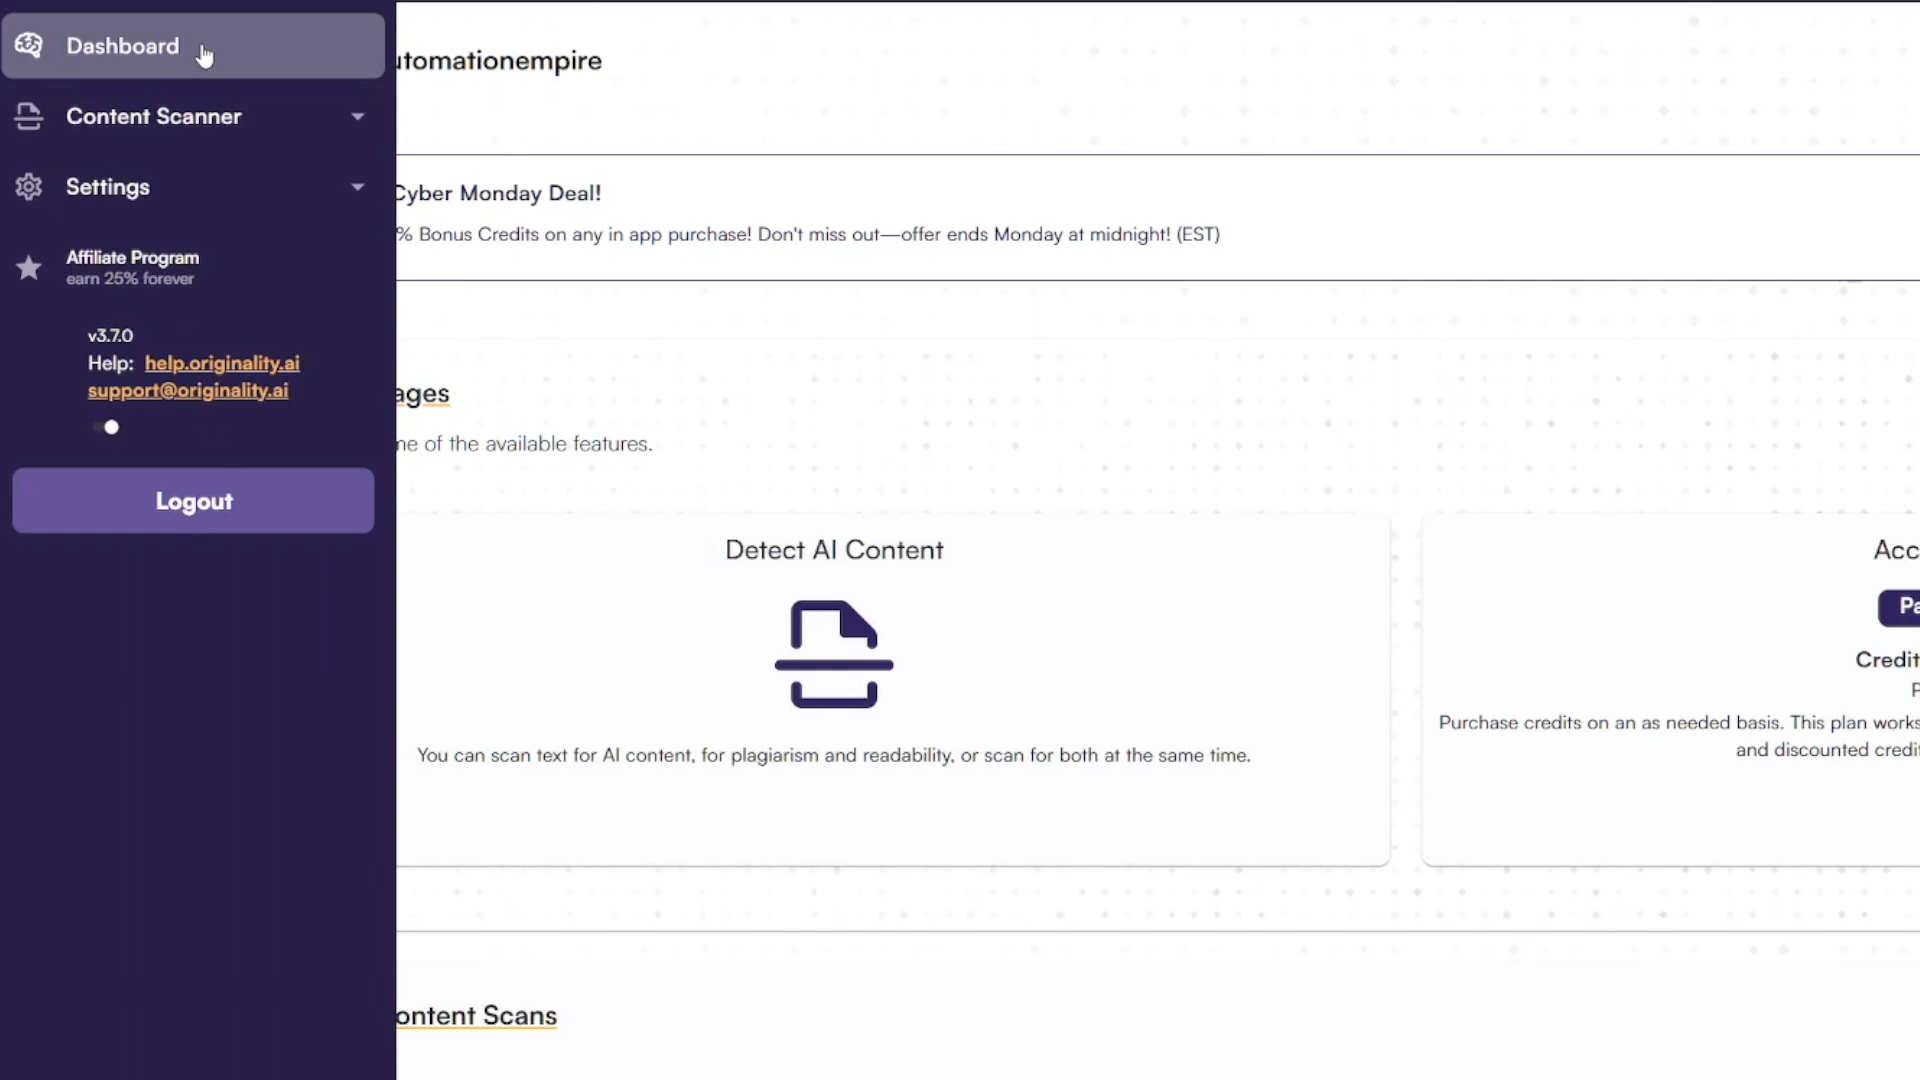 Dashboard
Content Scanner
Settings
Affiliate Program
earn 25% forever
v3.7.0
Help: help.originality.ai
support@originality.ai
Logout
utomationempire
Cyber Monday Deal!
% Bonus Credits on any in app purchase! Don't miss out—offer ends Monday at midnight! (EST)
ages
me of the available features.
Detect AI Content
You can scan text for AI content, for plagiarism and readability, or scan for both at the same time.
Acc
Pa
Credit
P
Purchase credits on an as needed basis. This plan works
and discounted credit
ontent Scans